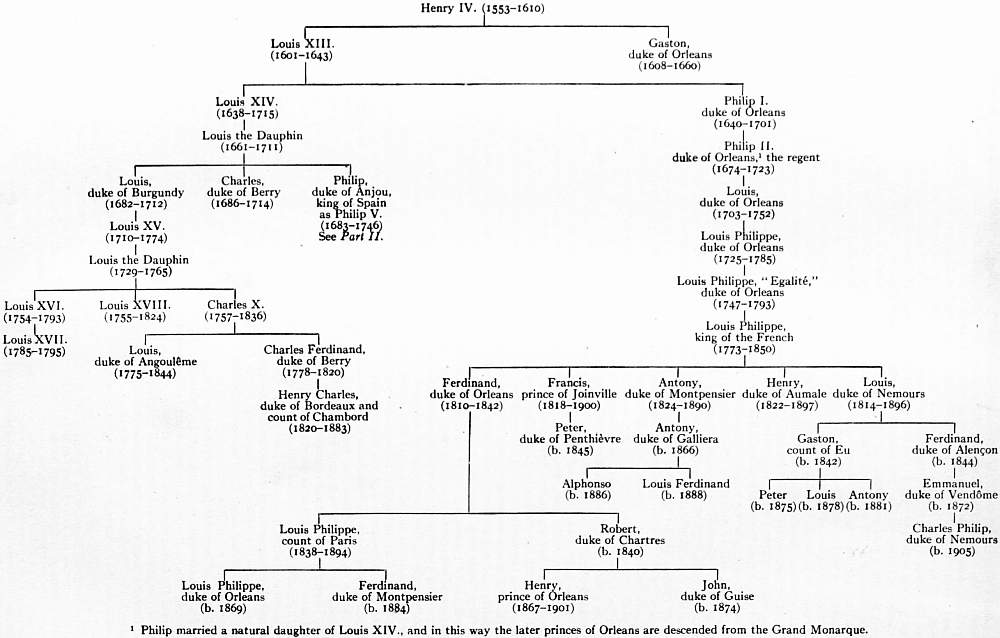 Henry IV. (1553–1610)
Louis XIII.
(1601–1643)
Gaston,
duke of Orleans
(1608–1660)
Louis XIV.
(1638–1715)
Philip I.
duke of Orleans
(1640–1701)
Louis the Dauphin
(1661–1711)
Philip II.
duke of Orleans,¹ the regent
(1674–1723)
Louis,
duke of Burgundy
(1682–1712)
Charles,
duke of Berry
(1686–1714)
Philip,
duke of Anjou,
king of Spain
as Philip V.
(1683–1746)
See Part II.
Louis,
duke of Orleans
(1703–1752)
Louis XV.
(1710–1774)
Louis Philippe,
duke of Orleans
(1725–1785)
Louis the Dauphin
(1729–1765)
Louis Philippe, “Egalité,”
duke of Orleans
(1747–1793)
Louis XVI.
(1754–1793)
Louis XVIII.
(1755–1824)
Charles X.
(1757–1836)
Louis Philippe,
king of the French
(1773–1850)
Louis XVII.
(1785–1795)
Louis,
duke of Angoulême
(1775–1844)
Charles Ferdinand,
duke of Berry
(1778–1820)
Henry Charles,
duke of Bordeaux and
count of Chambord
(1820–1883)
Ferdinand,
duke of Orleans
(1810–1842)
Francis,
prince of Joinville
(1818–1900)
Antony,
duke of Montpensier
(1824–1890)
Henry,
duke of Aumale
(1822–1897)
Louis,
duke of Nemours
(1814–1896)
Peter,
duke of Penthièvre
(b. 1845)
Antony,
duke of Galliera
(b. 1866)
Gaston,
count of Eu
(b. 1842)
Ferdinand,
duke of Alençon
(b. 1844)
Alphonso
(b. 1886)
Louis Ferdinand
(b. 1888)
Peter
(b. 1875)
Louis
(b. 1878)
Antony
(b. 1881)
Emmanuel,
duke of Vendôme
(b. 1872)
Charles Philip,
duke of Nemours
(b. 1905)
Louis Philippe,
count of Paris
(1838–1894)
Robert,
duke of Chartres
(b. 1840)
Louis Philippe,
duke of Orleans
(b. 1869)
Ferdinand,
duke of Montpensier
(b. 1884)
Henry,
prince of Orleans
(1867–1901)
John,
duke of Guise
(b. 1874)
¹ Philip married a natural daughter of Louis XIV., and in this way the later princes of Orleans are descended from the Grand Monarque.